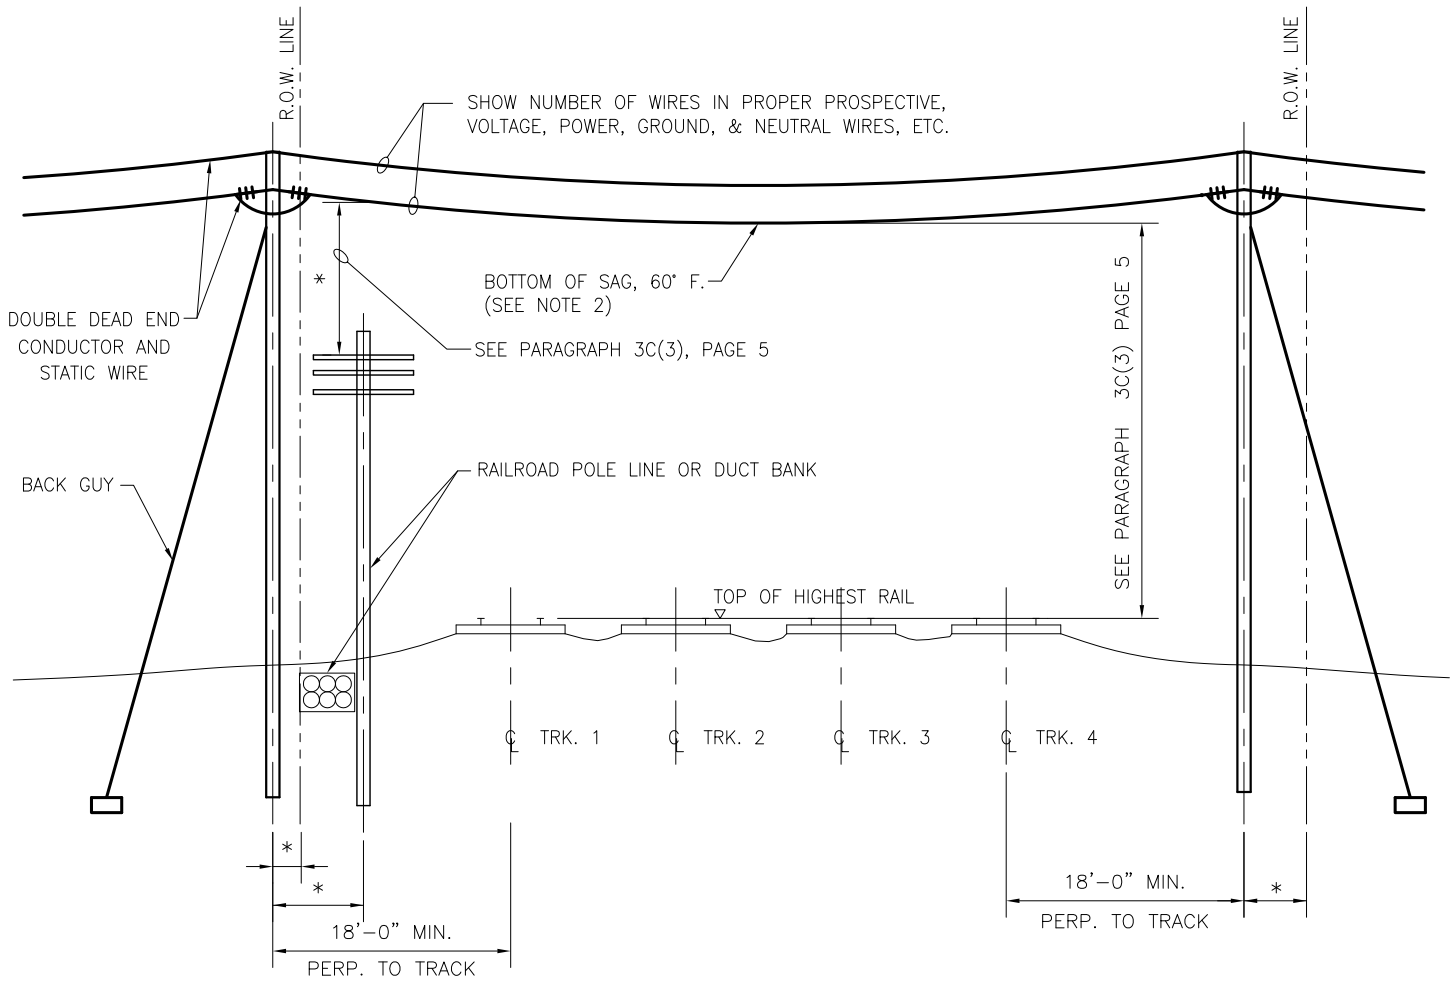 R.O.W. LINE
R.O.W. LINE
SHOW NUMBER OF WIRES IN PROPER PROSPECTIVE,
VOLTAGE, POWER, GROUND, & NEUTRAL WIRES, ETC.
*
BOTTOM OF SAG, 60° F.
(SEE NOTE 2)
DOUBLE DEAD END
CONDUCTOR AND
STATIC WIRE
SEE PARAGRAPH 3C(3), PAGE 5
SEE PARAGRAPH 3C(3) PAGE 5
RAILROAD POLE LINE OR DUCT BANK
BACK GUY
TOP OF HIGHEST RAIL
℄ TRK. 1
℄ TRK. 2
℄ TRK. 3
℄ TRK. 4
*
*
18'-0" MIN.
PERP. TO TRACK
18'-0" MIN.
PERP. TO TRACK
*